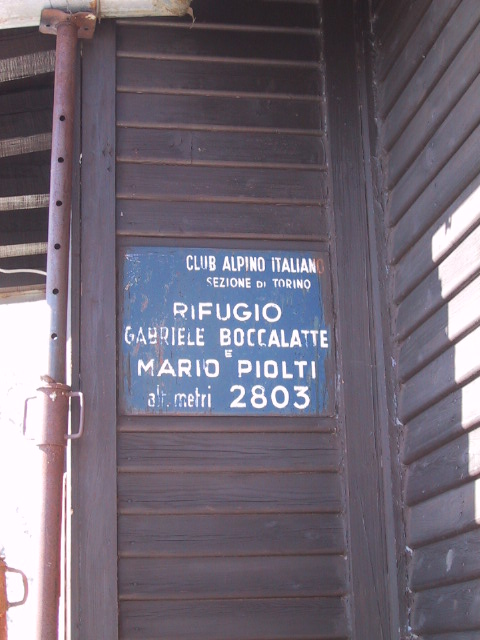 CLUB ALPINO ITALIANO
SEZIONE DI TORINO
RIFUGIO
GABRIELE BOCCALATTE
E
MARIO PIOLTI
alt. metri 2803